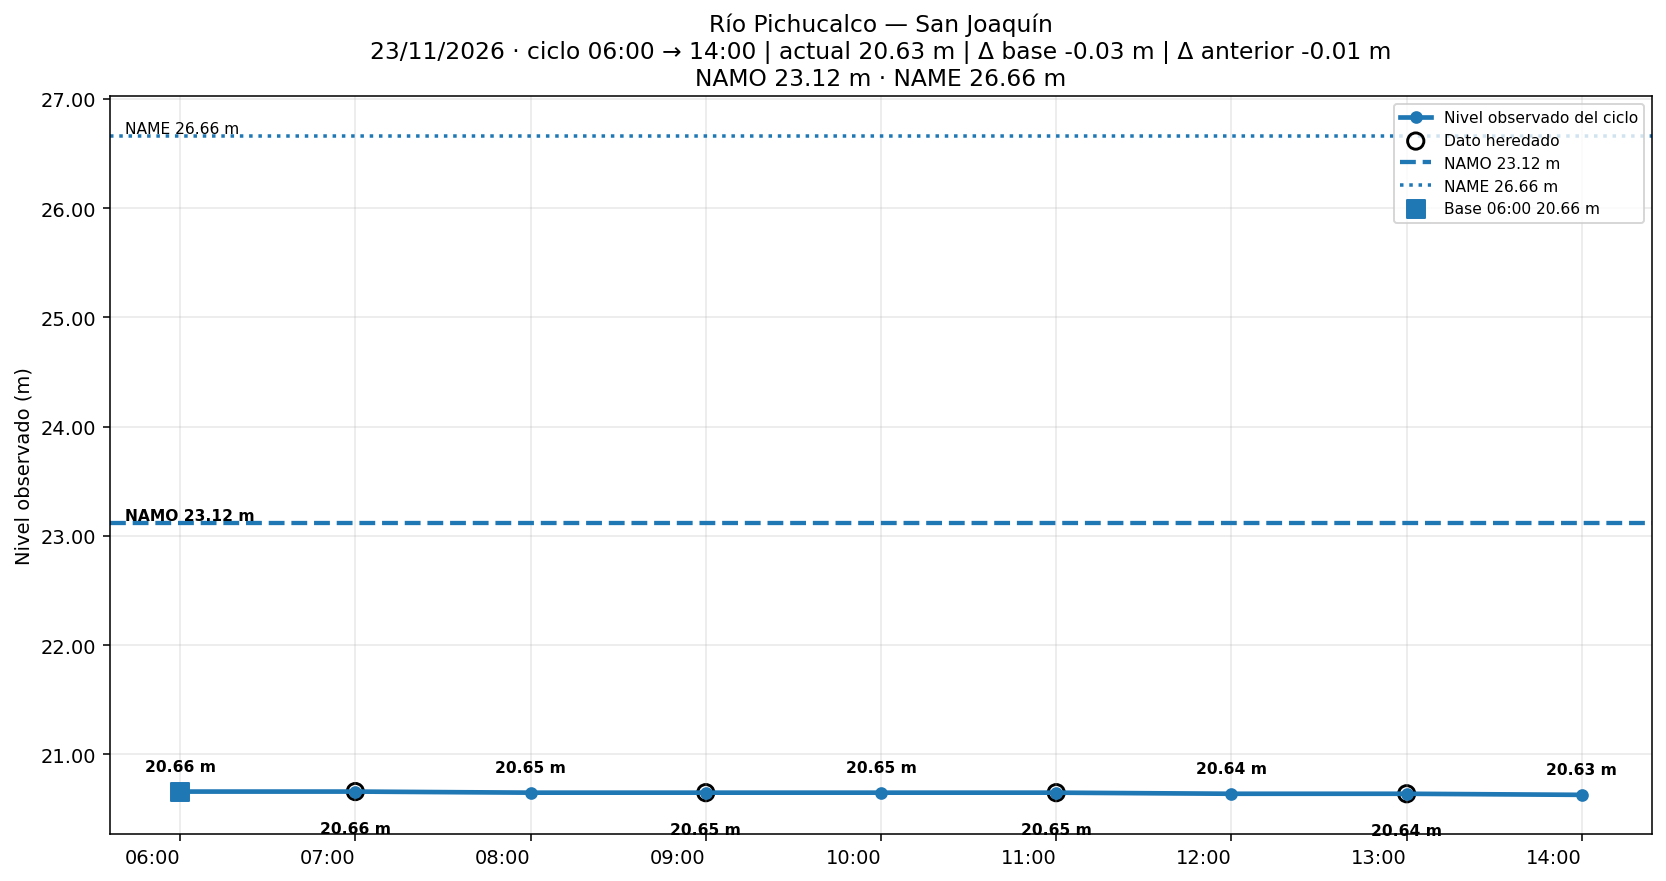 Río Pichucalco — San Joaquín
23/11/2026 · ciclo 06:00 → 14:00 | actual 20.63 m | Δ base -0.03 m | Δ anterior -0.01 m
NAMO 23.12 m · NAME 26.66 m
27.00
NAME 26.66 m
Nivel observado del ciclo
Dato heredado
NAMO 23.12 m
NAME 26.66 m
Base 06:00 20.66 m
26.00
25.00
24.00
NAMO 23.12 m
23.00
Nivel observado (m)
22.00
21.00
20.66 m
20.65 m
20.65 m
20.64 m
20.63 m
20.66 m
20.65 m
20.65 m
20.64 m
06:00
07:00
08:00
09:00
10:00
11:00
12:00
13:00
14:00